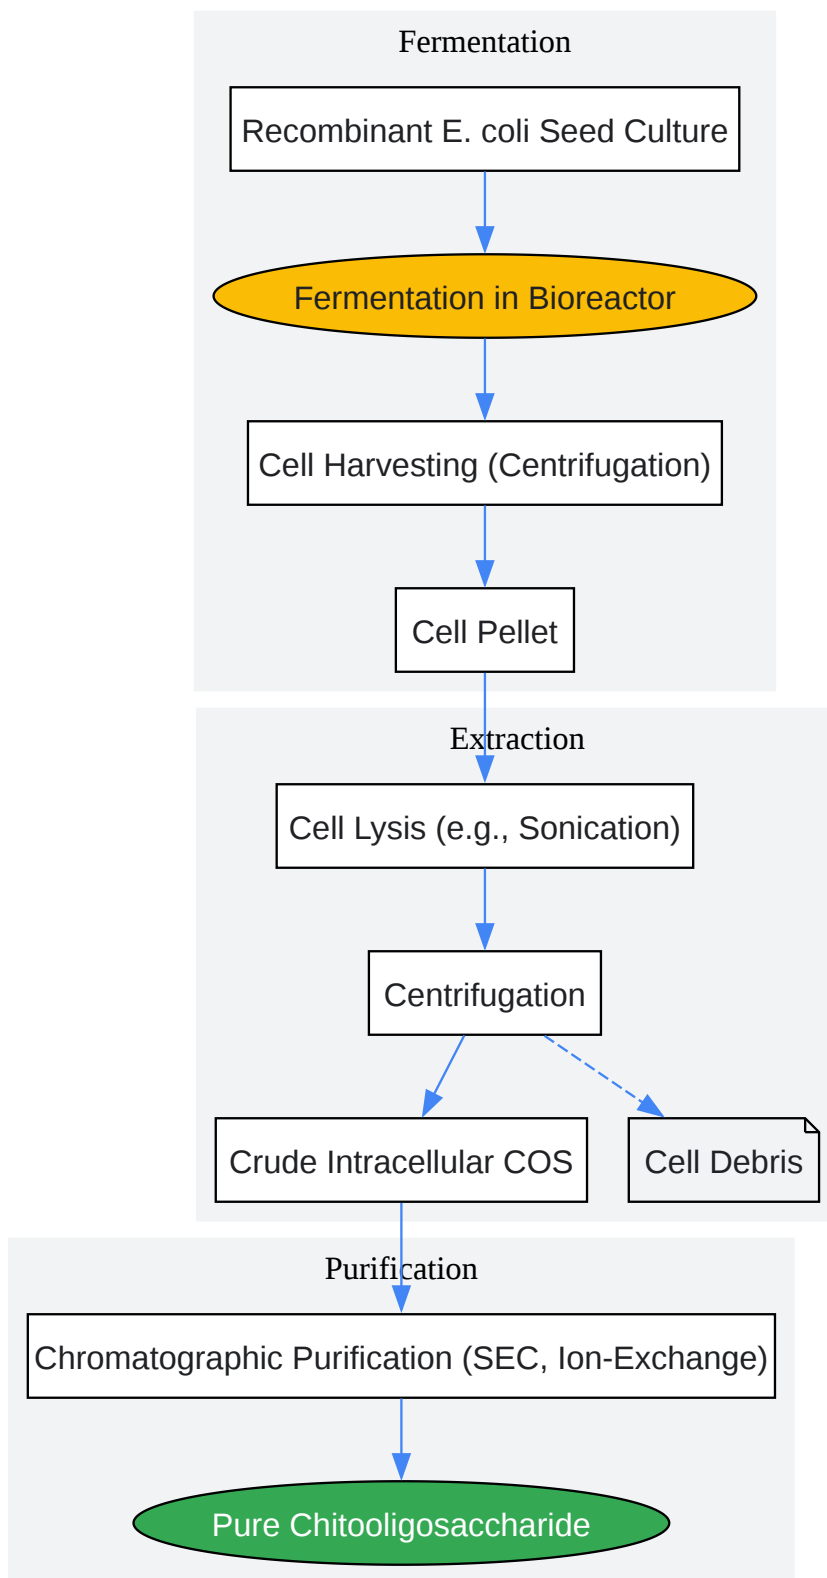 Fermentation
Recombinant E. coli Seed Culture
Fermentation in Bioreactor
Cell Harvesting (Centrifugation)
Cell Pellet
Extraction
Cell Lysis (e.g., Sonication)
Centrifugation
Crude Intracellular COS
Cell Debris
Purification
Chromatographic Purification (SEC, Ion-Exchange)
Pure Chitooligosaccharide